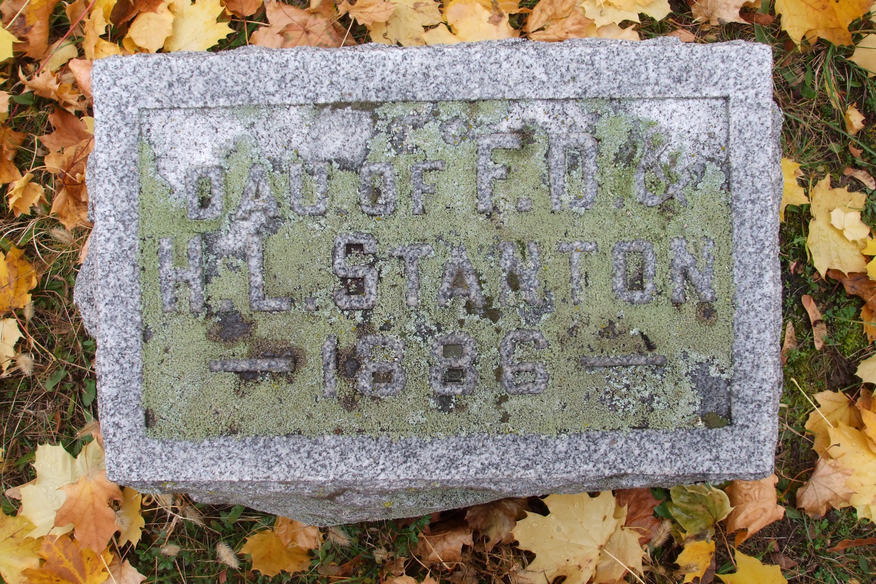 DAU OF F. D. &
H. L. STANTON
— 1886 —